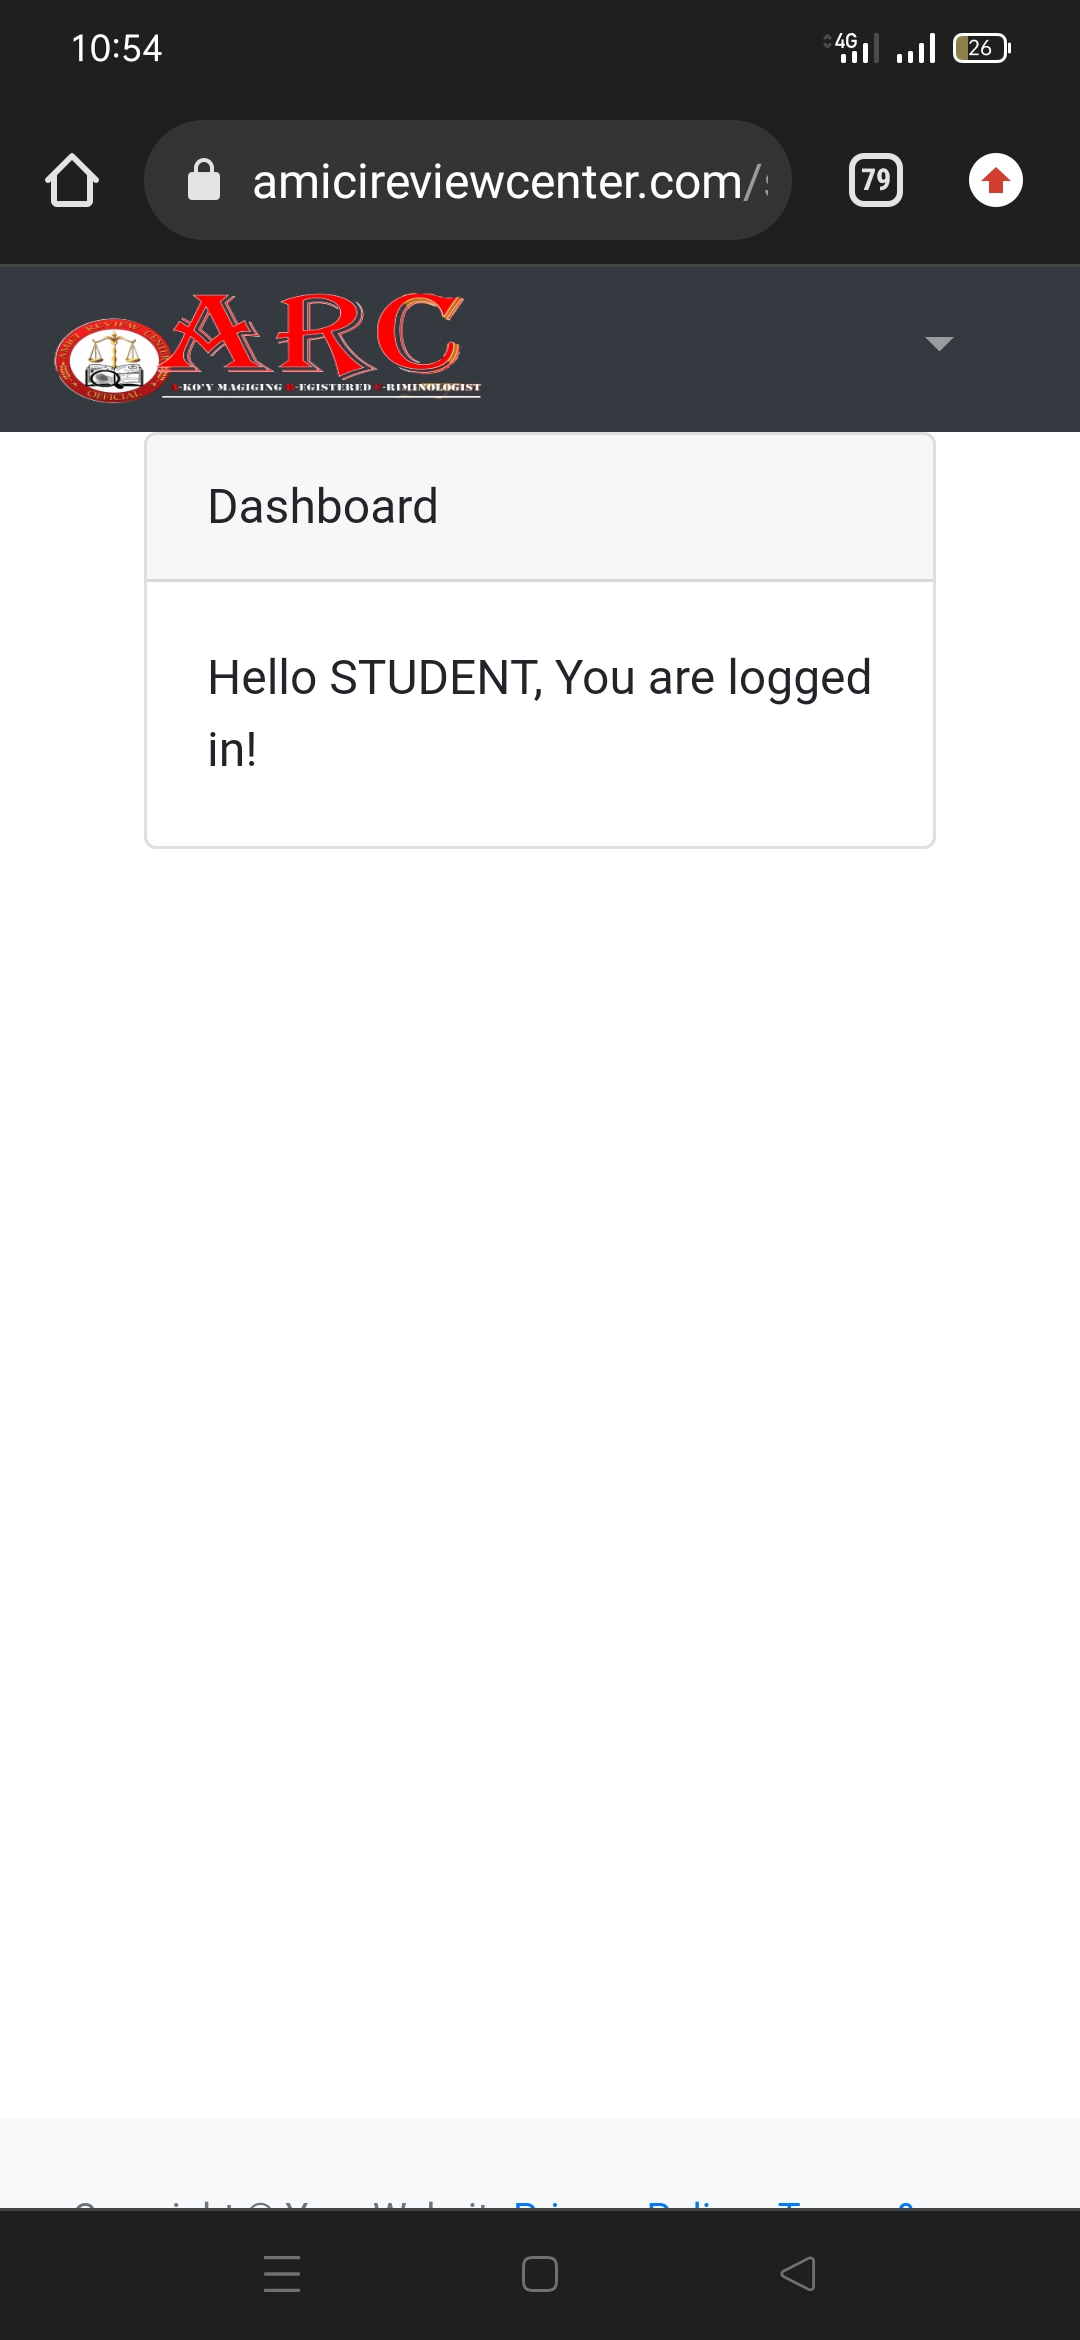 10:54
4G
26
amicireviewcenter.com/
79
AMICI REVIEW CENTER
OFFICIAL
ARC
A-KO'Y MAGIGING R-EGISTERED C-RIMINOLOGIST
Dashboard
Hello STUDENT, You are logged
in!